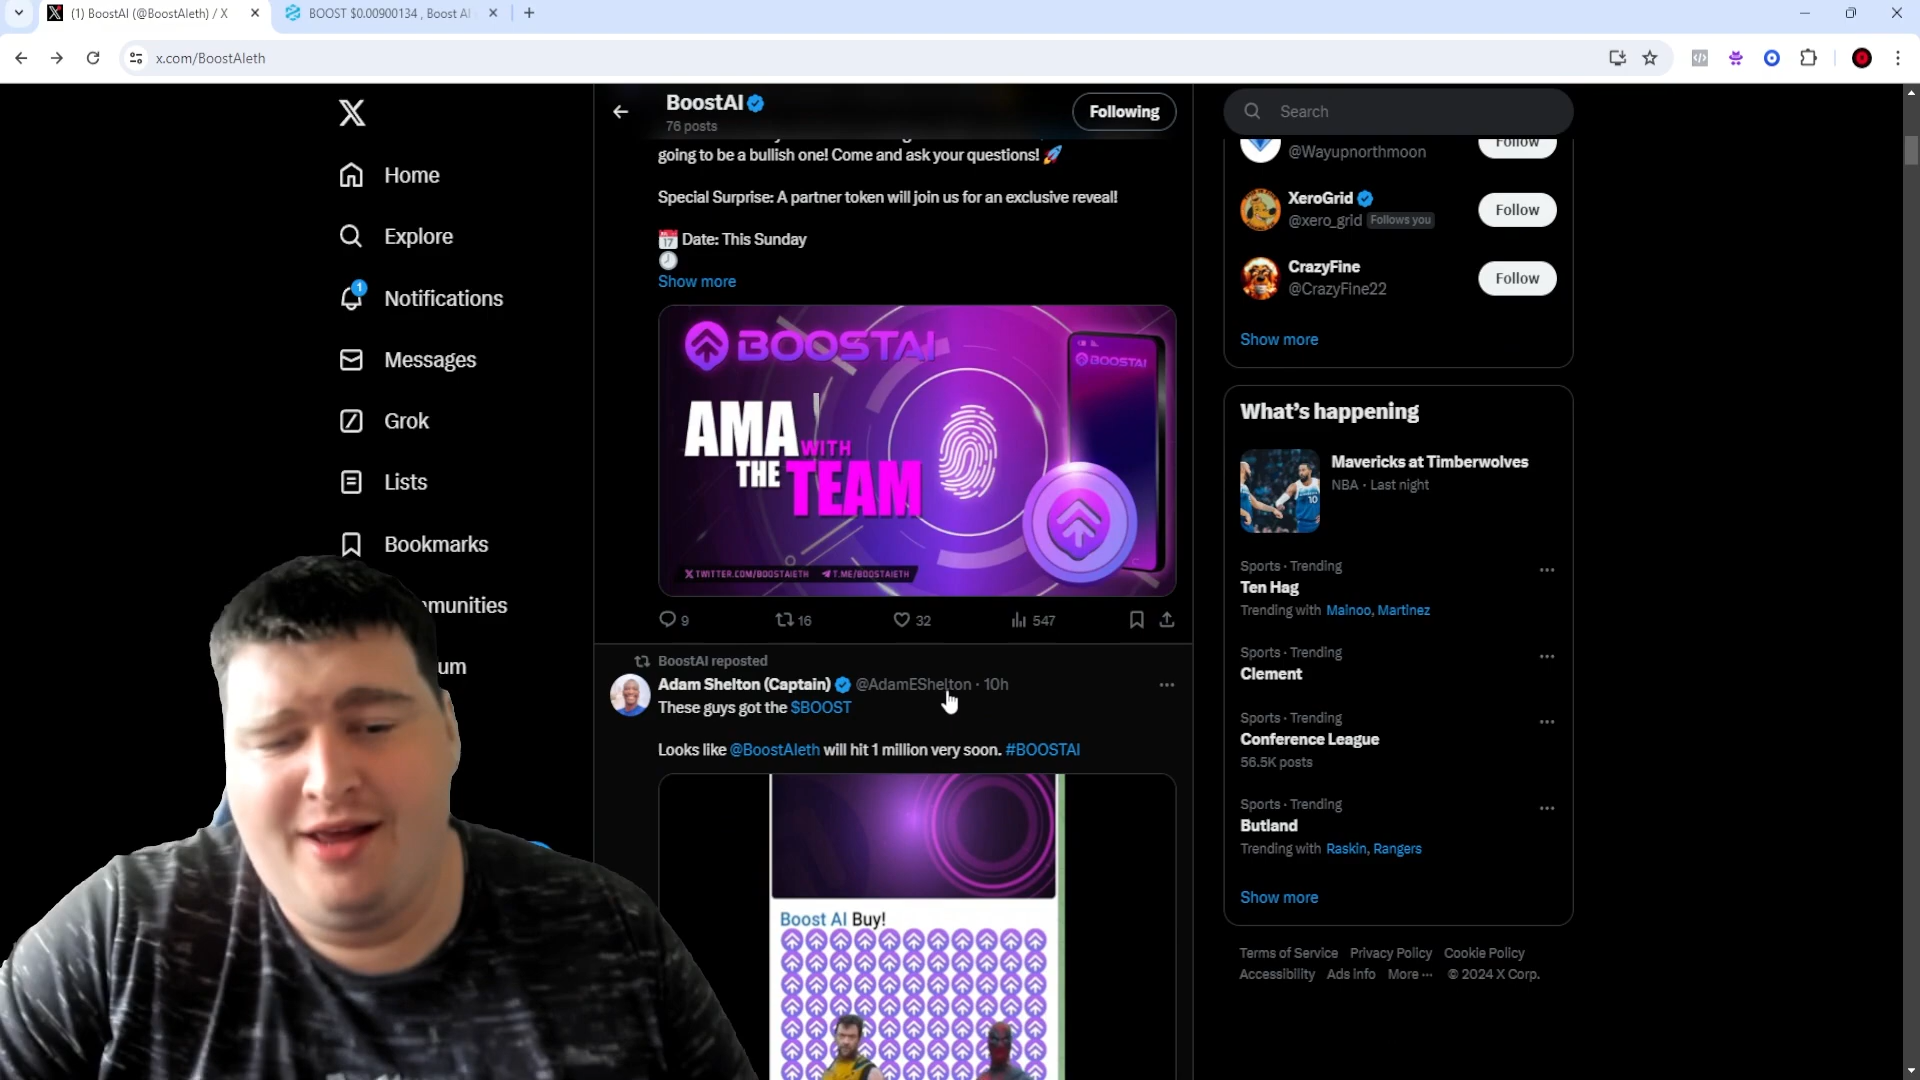 (1) BoostAI (@BoostAIeth) / X
BOOST $0.00900134 , Boost AI
x.com/BoostAIeth
Home
Explore
1
Notifications
Messages
Grok
Lists
Bookmarks
mmunities
um
BoostAI
76 posts
Following
going to be a bullish one! Come and ask your questions! 🚀
Special Surprise: A partner token will join us for an exclusive reveal!
📅 Date: This Sunday
🕗
Show more
BOOSTAI
BOOSTAI
AMA WITH
THE TEAM
X TWITTER.COM/BOOSTAIETH T.ME/BOOSTAIETH
9 16 32 547
BoostAI reposted
Adam Shelton (Captain) @AdamEShelton · 10h
These guys got the $BOOST
Looks like @BoostAIeth will hit 1 million very soon. #BOOSTAI
Boost AI Buy!
Search
@Wayupnorthmoon
Follow
XeroGrid
@xero_grid Follows you
Follow
CrazyFine
@CrazyFine22
Follow
Show more
What's happening
Mavericks at Timberwolves
NBA · Last night
10
Sports · Trending
Ten Hag
Trending with Mainoo, Martinez
Sports · Trending
Clement
Sports · Trending
Conference League
56.5K posts
Sports · Trending
Butland
Trending with Raskin, Rangers
Show more
Terms of Service Privacy Policy Cookie Policy
Accessibility Ads info More ··· © 2024 X Corp.